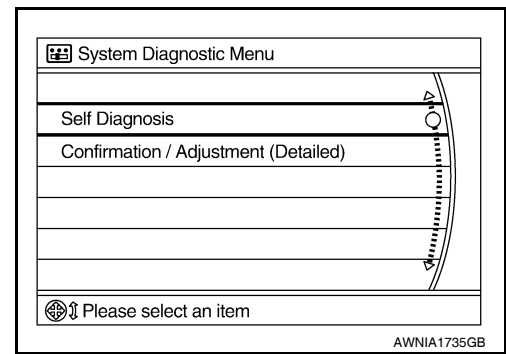 System Diagnostic Menu
Self Diagnosis
Confirmation / Adjustment (Detailed)
Please select an item
AWNIA1735GB